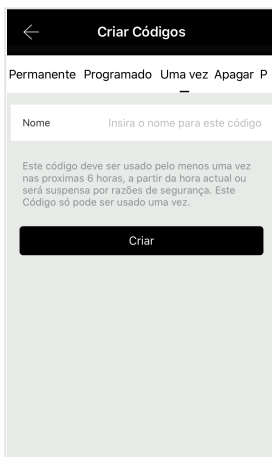 Criar Códigos
Permanente Programado Uma vez Apagar P
Nome Insira o nome para este código
Este código deve ser usado pelo menos uma vez
nas proximas 6 horas, a partir da hora actual ou
será suspensa por razões de segurança. Este
Código só pode ser usado uma vez.
Criar